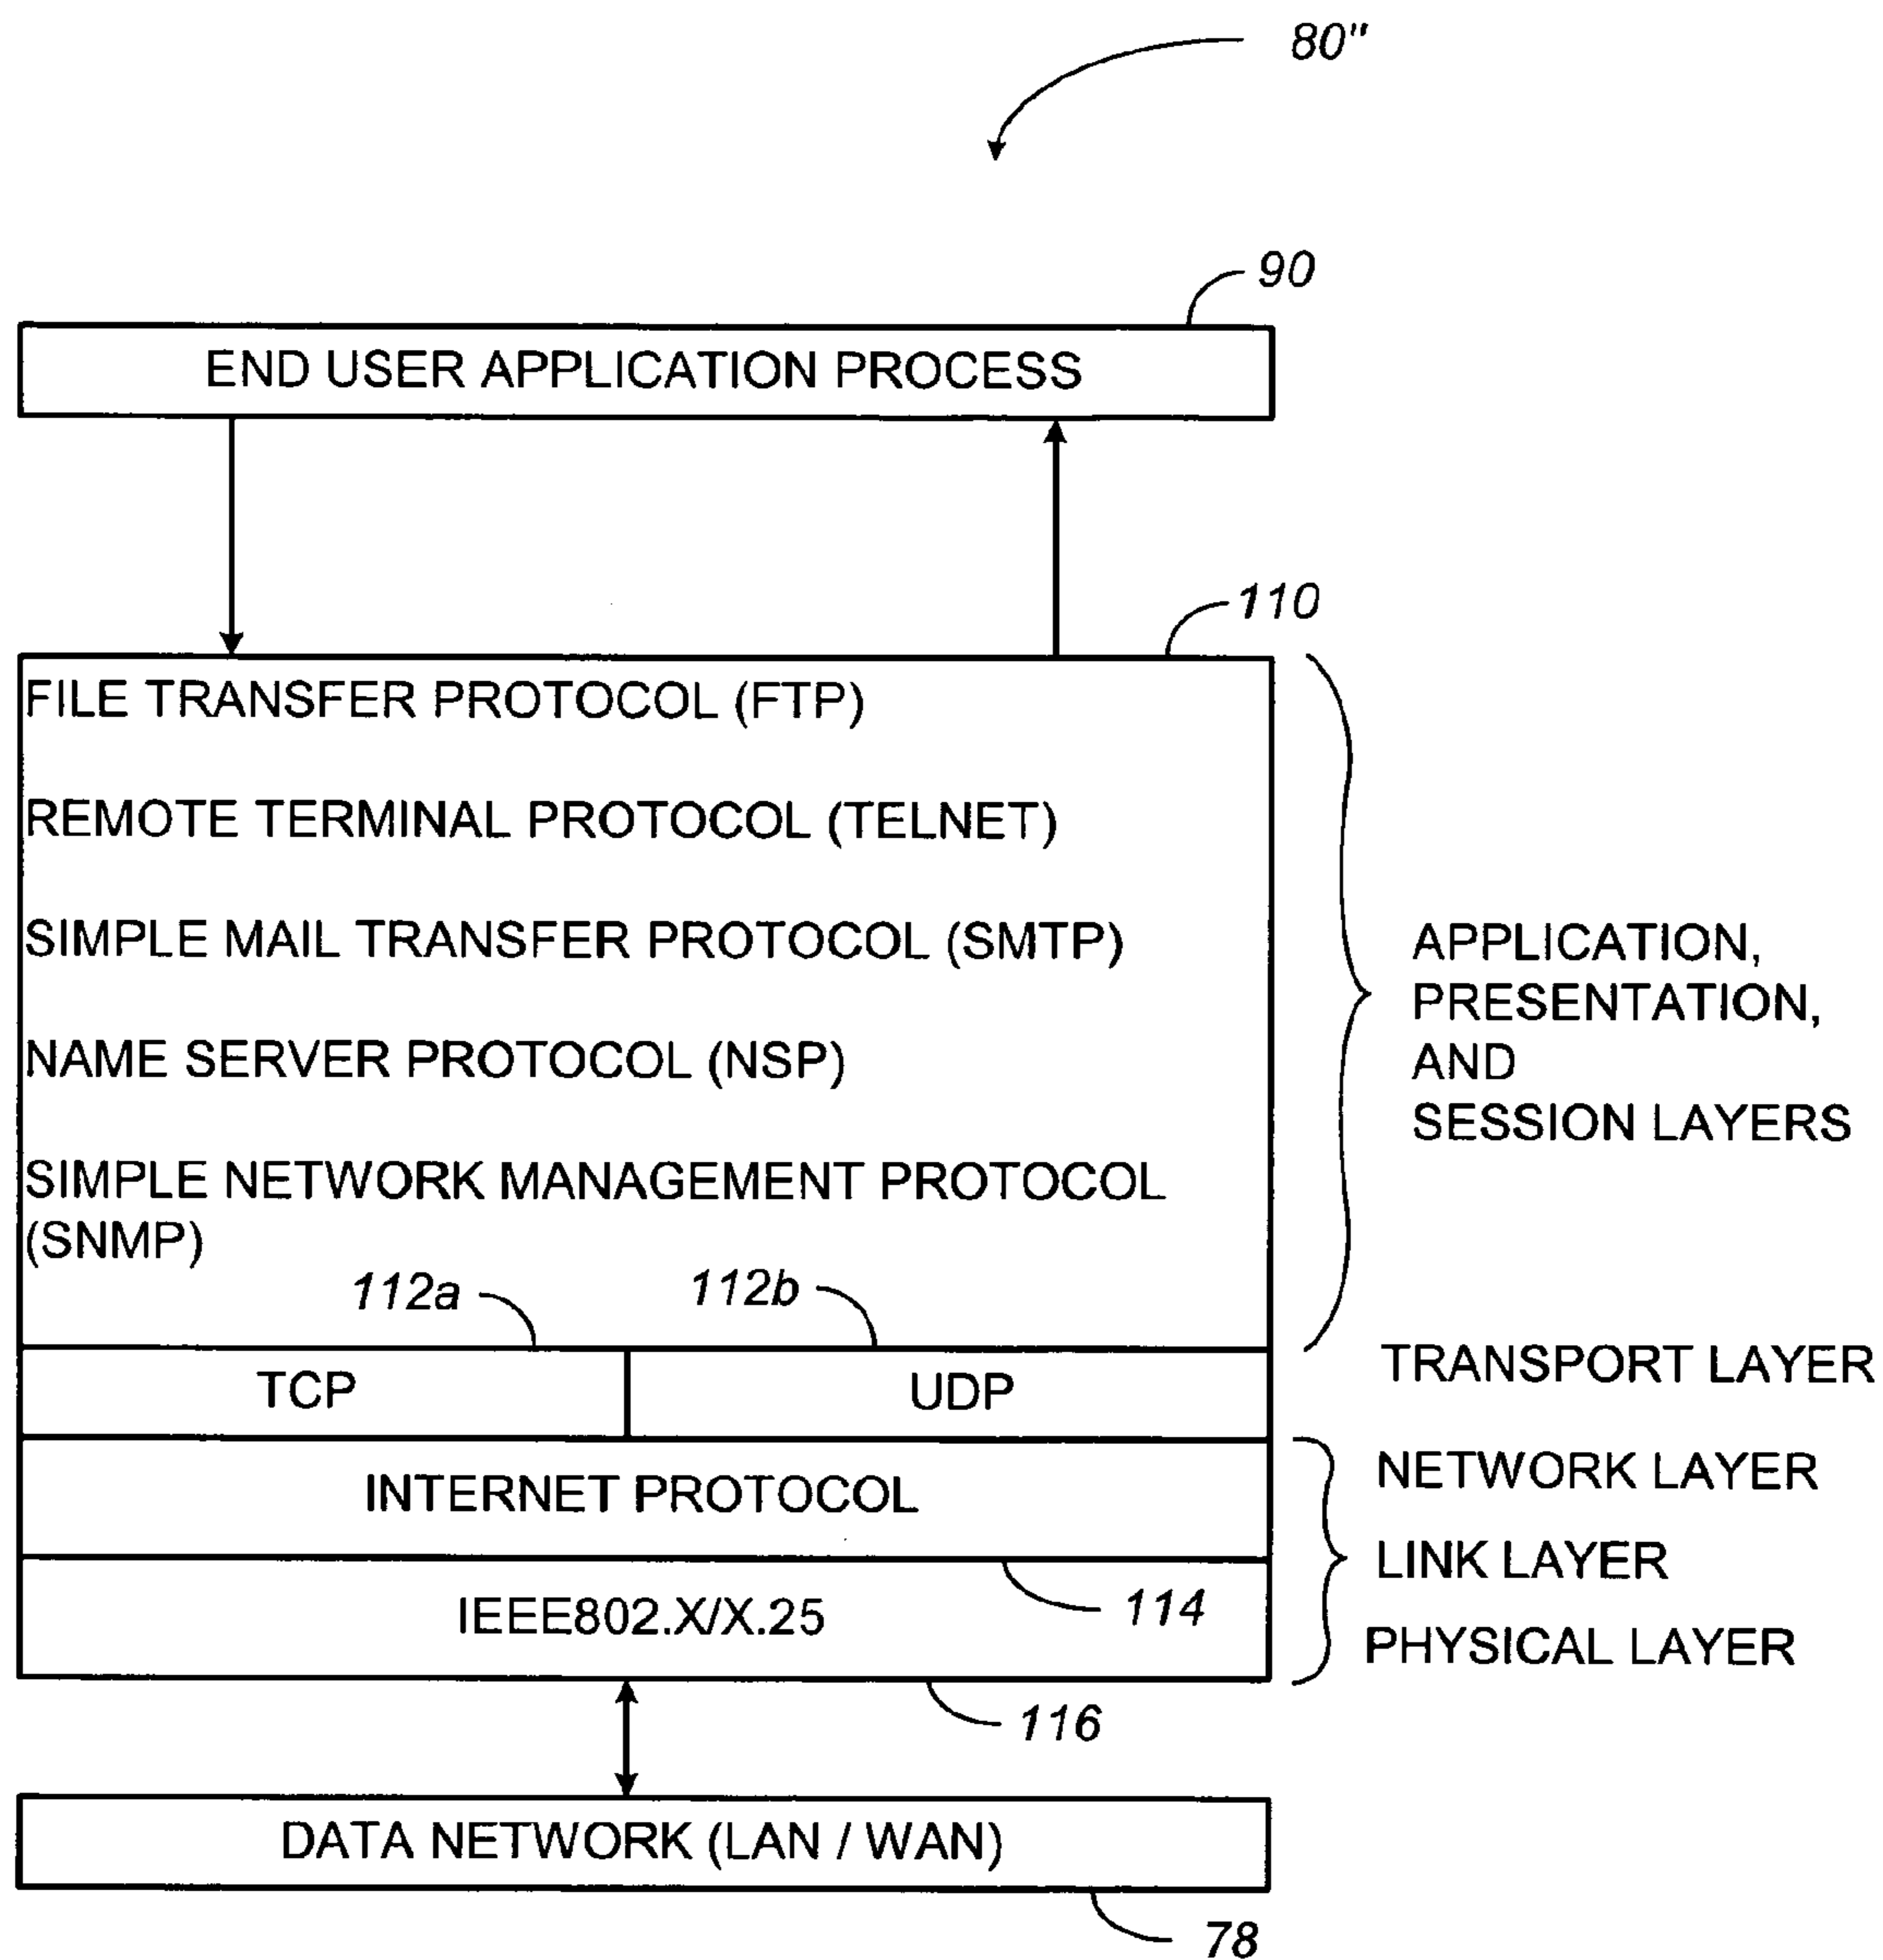 80"
90
END USER APPLICATION PROCESS
110
FILE TRANSFER PROTOCOL (FTP)
REMOTE TERMINAL PROTOCOL (TELNET)
SIMPLE MAIL TRANSFER PROTOCOL (SMTP)
NAME SERVER PROTOCOL (NSP)
SIMPLE NETWORK MANAGEMENT PROTOCOL
(SNMP)
APPLICATION,
PRESENTATION,
AND
SESSION LAYERS
112a
112b
TCP
UDP
TRANSPORT LAYER
INTERNET PROTOCOL
NETWORK LAYER
LINK LAYER
114
IEEE802.X/X.25
PHYSICAL LAYER
116
DATA NETWORK (LAN / WAN)
78